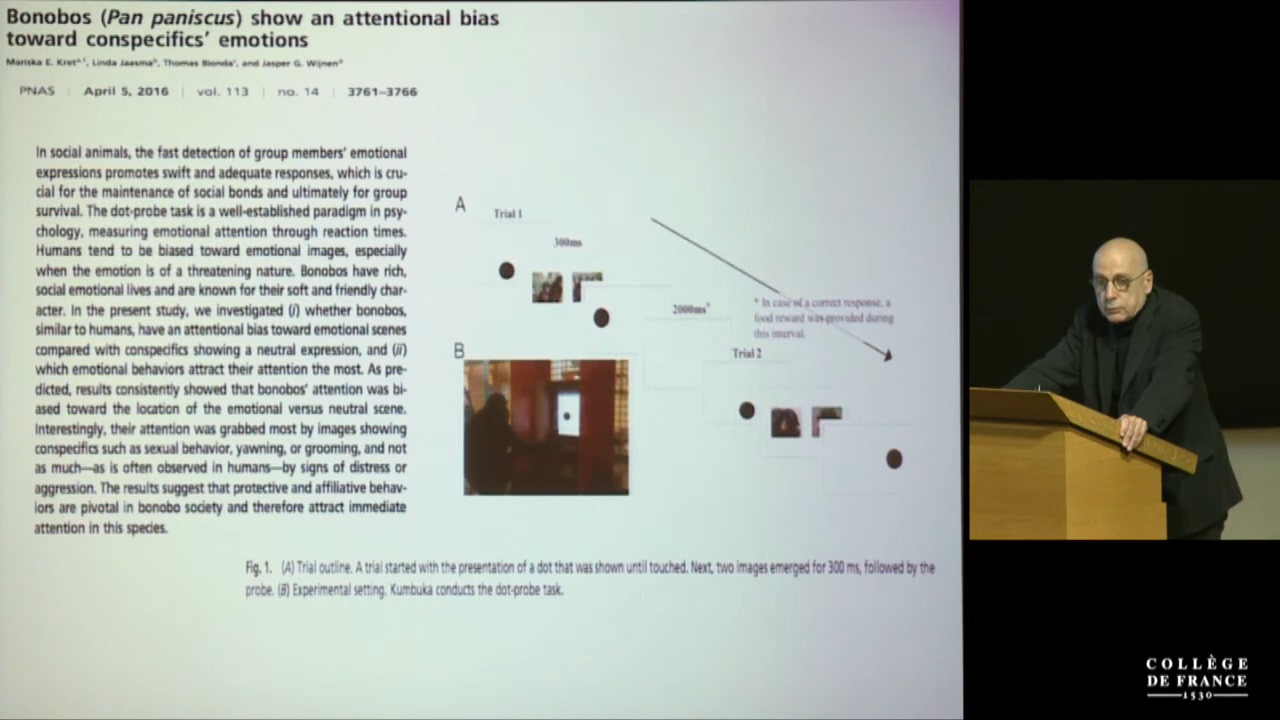 Bonobos (Pan paniscus) show an attentional bias
toward conspecifics' emotions
Mariska E. Kret, Linda Jaasma, Thomas Bionda, and Jasper G. Wijnen
PNAS | April 5, 2016 | vol. 113 | no. 14 | 3761–3766
In social animals, the fast detection of group members' emotional
expressions promotes swift and adequate responses, which is cru-
cial for the maintenance of social bonds and ultimately for group
survival. The dot-probe task is a well-established paradigm in psy-
chology, measuring emotional attention through reaction times.
Humans tend to be biased toward emotional images, especially
when the emotion is of a threatening nature. Bonobos have rich,
social emotional lives and are known for their soft and friendly char-
acter. In the present study, we investigated (i) whether bonobos,
similar to humans, have an attentional bias toward emotional scenes
compared with conspecifics showing a neutral expression, and (ii)
which emotional behaviors attract their attention the most. As pre-
dicted, results consistently showed that bonobos' attention was bi-
ased toward the location of the emotional versus neutral scene.
Interestingly, their attention was grabbed most by images showing
conspecifics such as sexual behavior, yawning, or grooming, and not
as much—as is often observed in humans—by signs of distress or
aggression. The results suggest that protective and affiliative behav-
iors are pivotal in bonobo society and therefore attract immediate
attention in this species.
A
Trial 1
300ms
2000ms*
* In case of a correct response, a
food reward was provided during
this interval.
Trial 2
B
Fig. 1. (A) Trial outline. A trial started with the presentation of a dot that was shown until touched. Next, two images emerged for 300 ms, followed by the
probe. (B) Experimental setting. Kumbuka conducts the dot-probe task.
COLLÈGE
DE FRANCE
1530